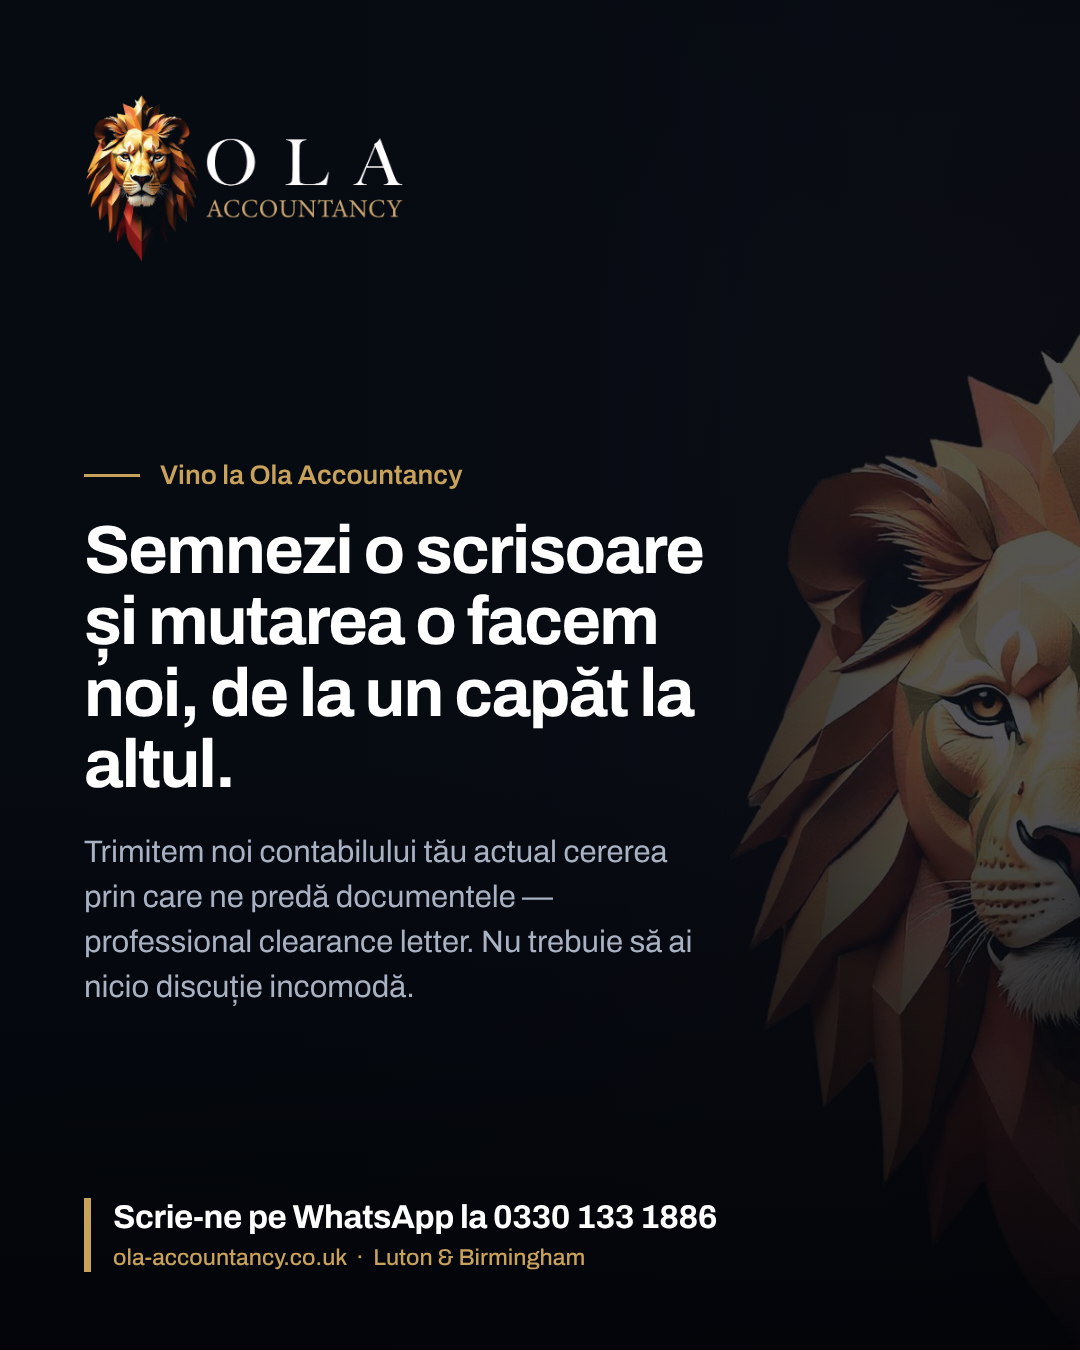 OLA
ACCOUNTANCY
Vino la Ola Accountancy
Semnezi o scrisoare
și mutarea o facem
noi, de la un capăt la
altul.
Trimitem noi contabilului tău actual cererea
prin care ne predă documentele —
professional clearance letter. Nu trebuie să ai
nicio discuție incomodă.
Scrie-ne pe WhatsApp la 0330 133 1886
ola-accountancy.co.uk · Luton & Birmingham